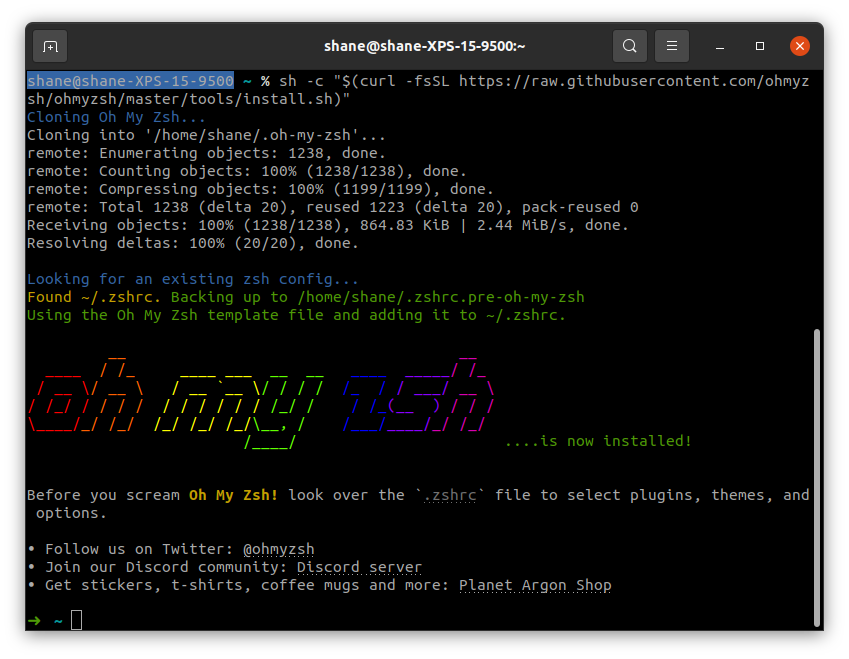 shane@shane-XPS-15-9500:~
shane@shane-XPS-15-9500 ~ % sh -c "$(curl -fsSL https://raw.githubusercontent.com/ohmyz
sh/ohmyzsh/master/tools/install.sh)"
Cloning Oh My Zsh...
Cloning into '/home/shane/.oh-my-zsh'...
remote: Enumerating objects: 1238, done.
remote: Counting objects: 100% (1238/1238), done.
remote: Compressing objects: 100% (1199/1199), done.
remote: Total 1238 (delta 20), reused 1223 (delta 20), pack-reused 0
Receiving objects: 100% (1238/1238), 864.83 KiB | 2.44 MiB/s, done.
Resolving deltas: 100% (20/20), done.
Looking for an existing zsh config...
Found ~/.zshrc. Backing up to /home/shane/.zshrc.pre-oh-my-zsh
Using the Oh My Zsh template file and adding it to ~/.zshrc.
oh my zsh
....is now installed!
Before you scream Oh My Zsh! look over the `.zshrc` file to select plugins, themes, and
options.
• Follow us on Twitter: @ohmyzsh
• Join our Discord community: Discord server
• Get stickers, t-shirts, coffee mugs and more: Planet Argon Shop
➜ ~